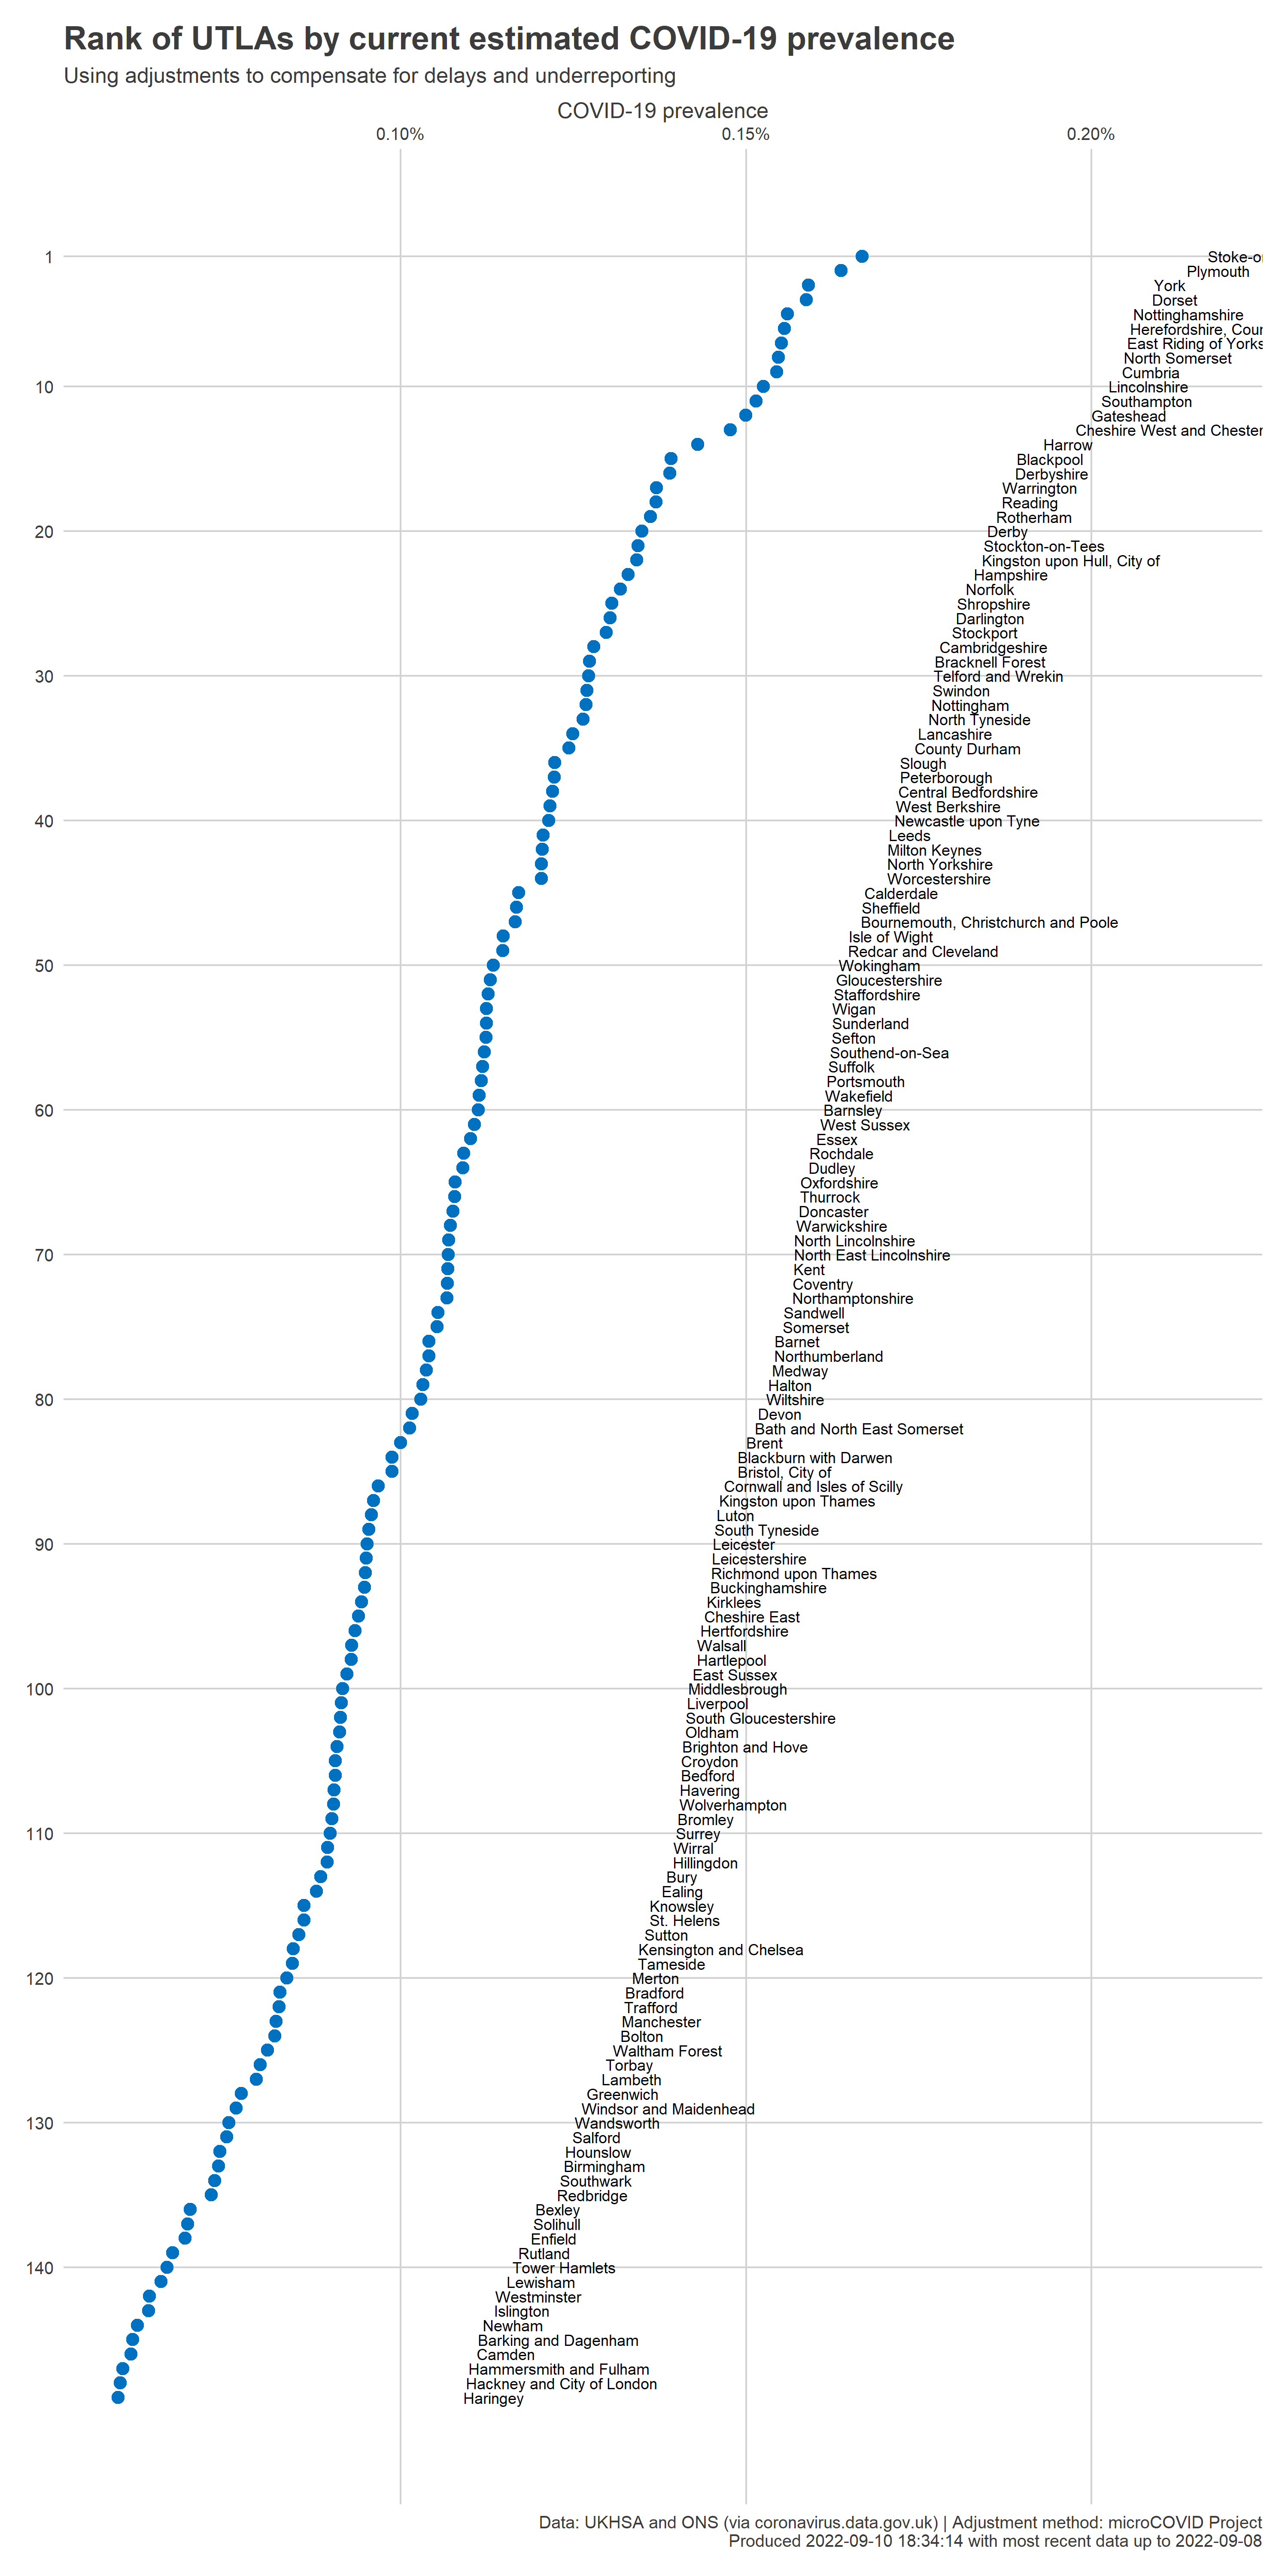 Rank of UTLAs by current estimated COVID-19 prevalence
Using adjustments to compensate for delays and underreporting
COVID-19 prevalence
0.10% 0.15% 0.20%
1 Stoke-o
Plymouth
York
Dorset
Nottinghamshire
Herefordshire, Cour
East Riding of Yorks
North Somerset
Cumbria
10 Lincolnshire
Southampton
Gateshead
Cheshire West and Chester
Harrow
Blackpool
Derbyshire
Warrington
Reading
Rotherham
20 Derby
Stockton-on-Tees
Kingston upon Hull, City of
Hampshire
Norfolk
Shropshire
Darlington
Stockport
Cambridgeshire
Bracknell Forest
30 Telford and Wrekin
Swindon
Nottingham
North Tyneside
Lancashire
County Durham
Slough
Peterborough
Central Bedfordshire
West Berkshire
40 Newcastle upon Tyne
Leeds
Milton Keynes
North Yorkshire
Worcestershire
Calderdale
Sheffield
Bournemouth, Christchurch and Poole
Isle of Wight
Redcar and Cleveland
50 Wokingham
Gloucestershire
Staffordshire
Wigan
Sunderland
Sefton
Southend-on-Sea
Suffolk
Portsmouth
Wakefield
60 Barnsley
West Sussex
Essex
Rochdale
Dudley
Oxfordshire
Thurrock
Doncaster
Warwickshire
North Lincolnshire
70 North East Lincolnshire
Kent
Coventry
Northamptonshire
Sandwell
Somerset
Barnet
Northumberland
Medway
Halton
80 Wiltshire
Devon
Bath and North East Somerset
Brent
Blackburn with Darwen
Bristol, City of
Cornwall and Isles of Scilly
Kingston upon Thames
Luton
South Tyneside
90 Leicester
Leicestershire
Richmond upon Thames
Buckinghamshire
Kirklees
Cheshire East
Hertfordshire
Walsall
Hartlepool
East Sussex
100 Middlesbrough
Liverpool
South Gloucestershire
Oldham
Brighton and Hove
Croydon
Bedford
Havering
Wolverhampton
Bromley
110 Surrey
Wirral
Hillingdon
Bury
Ealing
Knowsley
St. Helens
Sutton
Kensington and Chelsea
Tameside
120 Merton
Bradford
Trafford
Manchester
Bolton
Waltham Forest
Torbay
Lambeth
Greenwich
Windsor and Maidenhead
130 Wandsworth
Salford
Hounslow
Birmingham
Southwark
Redbridge
Bexley
Solihull
Enfield
Rutland
140 Tower Hamlets
Lewisham
Westminster
Islington
Newham
Barking and Dagenham
Camden
Hammersmith and Fulham
Hackney and City of London
Haringey
Data: UKHSA and ONS (via coronavirus.data.gov.uk) | Adjustment method: microCOVID Project
Produced 2022-09-10 18:34:14 with most recent data up to 2022-09-08